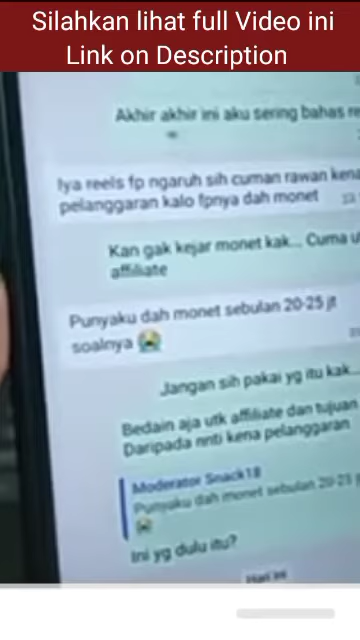 Silahkan lihat full Video ini
Link on Description
Akhir akhir ini aku sering bahas
Iya reels fp ngaruh sih cuman rawan kena
pelanggaran kalo fpnya dah monet
Kan gak kejar monet kak... Cuma
affiliate
Punyaku dah monet sebulan 20-25 jt
soalnya 😭
Jangan sih pakai yg itu kak...
Bedain aja utk affiliate dan tujuan
Daripada nnti kena pelanggaran
Moderator Snack18
Punyaku dah monet sebulan 20-25
😭
Ini yg dulu itu?
Hari ini